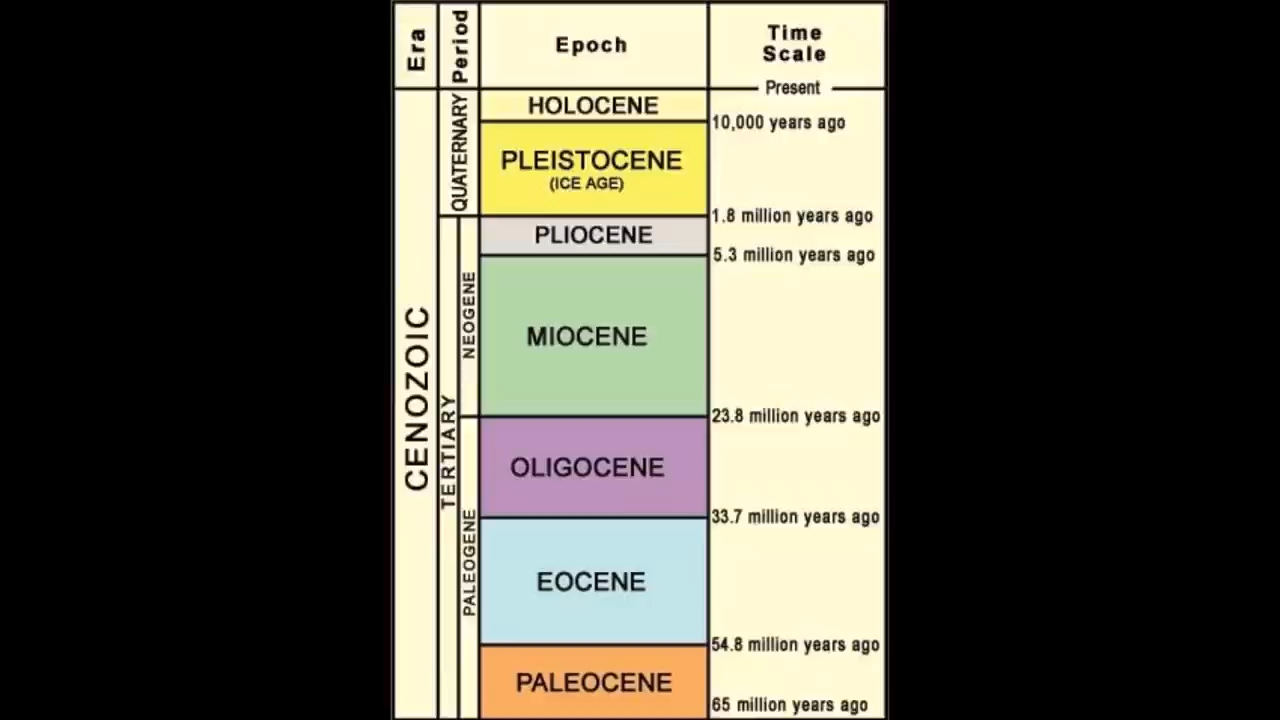 Era
Period
Epoch
Time
Scale
Present
HOLOCENE
10,000 years ago
QUATERNARY
PLEISTOCENE
(ICE AGE)
1.8 million years ago
PLIOCENE
5.3 million years ago
CENOZOIC
TERTIARY
NEOGENE
MIOCENE
23.8 million years ago
PALEOGENE
OLIGOCENE
33.7 million years ago
EOCENE
54.8 million years ago
PALEOCENE
65 million years ago